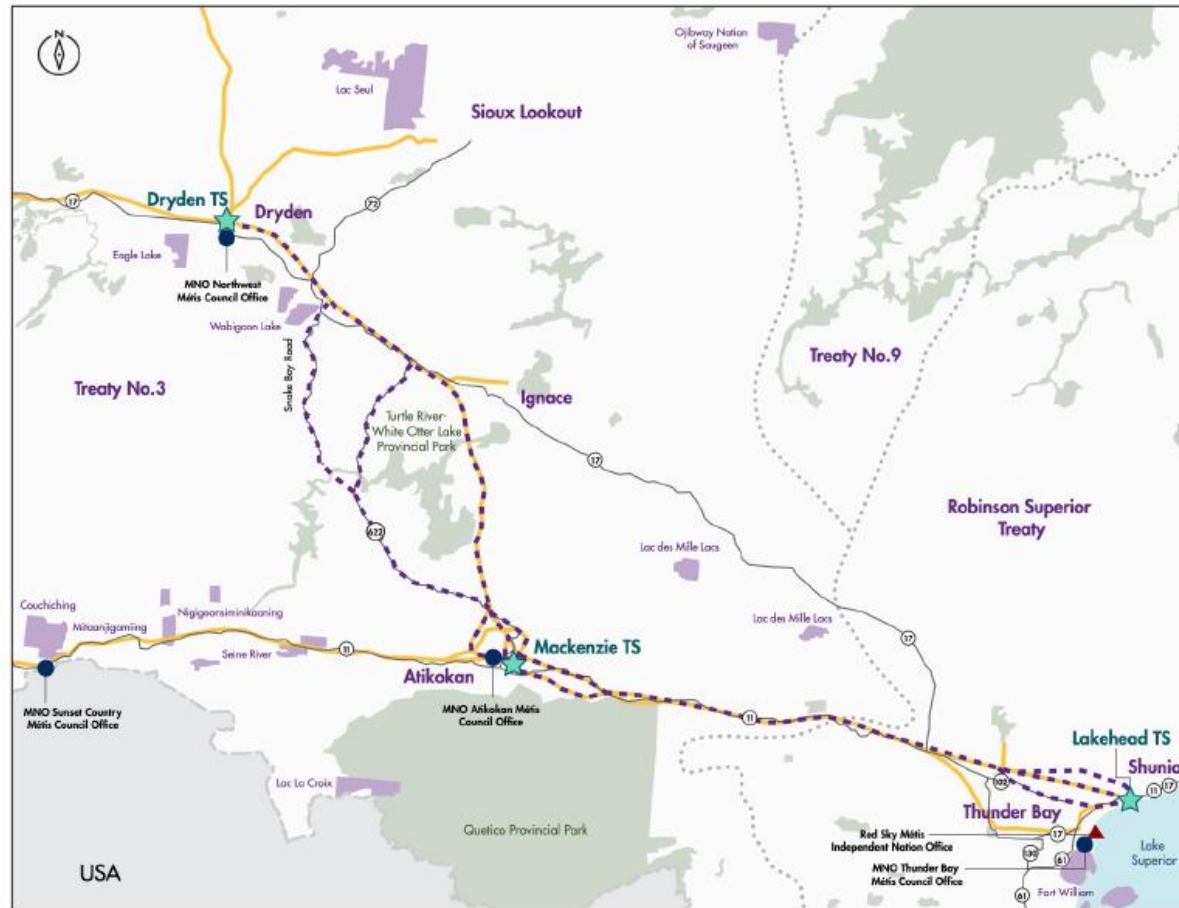 Ojibway Nation
of Saugeen
Lac Seul
Sioux Lookout
Dryden TS
17
Dryden
72
Eagle Lake
MNO Northwest
Métis Council Office
Wabigoon Lake
Treaty No.9
Treaty No.3
Snake Bay Road
Ignace
Turtle River-
White Otter Lake
Provincial Park
17
Robinson Superior
Treaty
622
Lac des Mille Lacs
Couchiching
Mitaanjigamiing
Nigigoonsiminikaaning
Lac des Mille Lacs
Seine River
11
17
Mackenzie TS
Atikokan
MNO Sunset Country
Métis Council Office
MNO Atikokan Métis
Council Office
11
Lakehead TS
Shunia
102
11
17
Lac La Croix
Thunder Bay
Quetico Provincial Park
Red Sky Métis
Independent Nation Office
17
130
61
MNO Thunder Bay
Métis Council Office
Lake
Superior
USA
Fort William
61